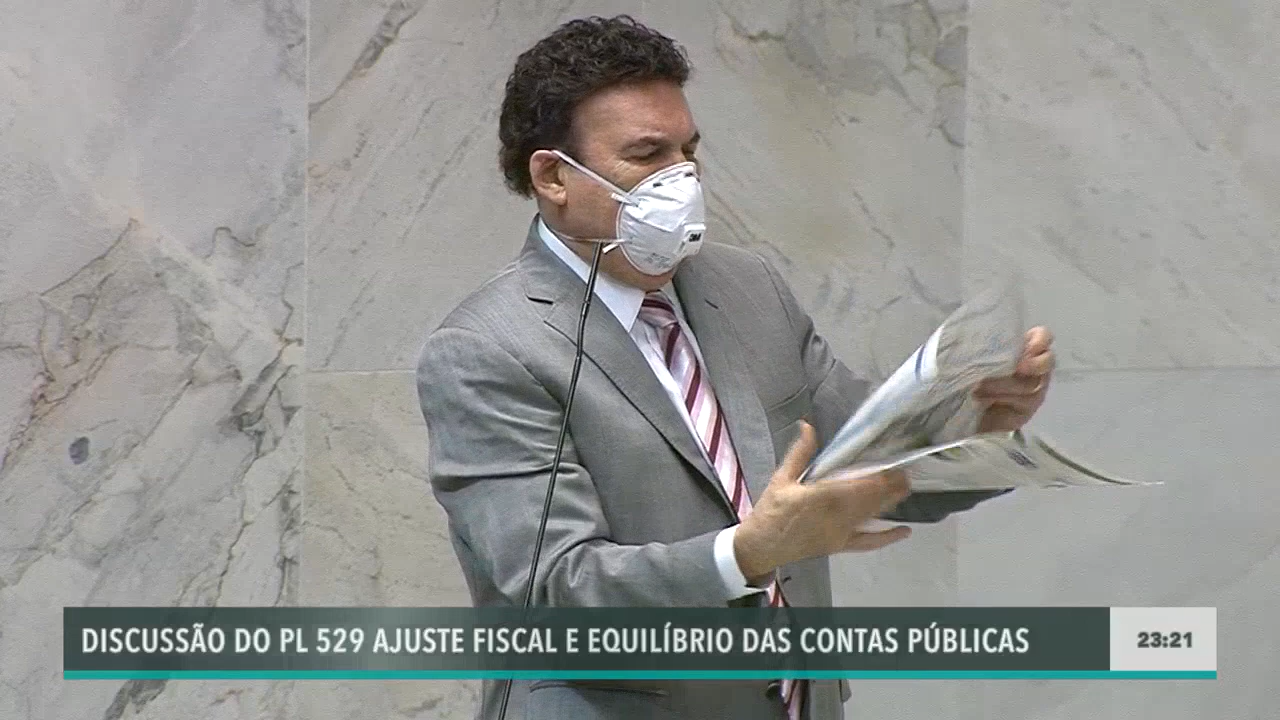 3M
DISCUSSÃO DO PL 529 AJUSTE FISCAL E EQUILÍBRIO DAS CONTAS PÚBLICAS
23:21